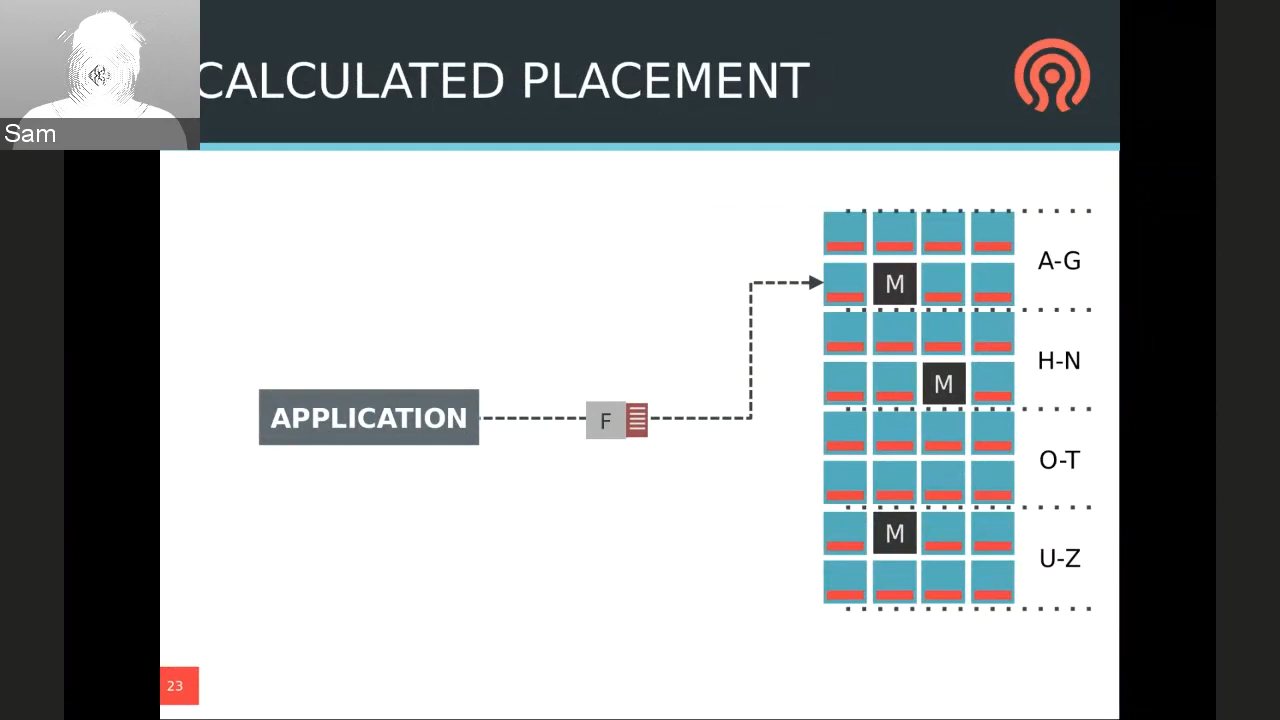 Sam
CALCULATED PLACEMENT
A-G
M
H-N
M
APPLICATION
F
O-T
M
U-Z
23